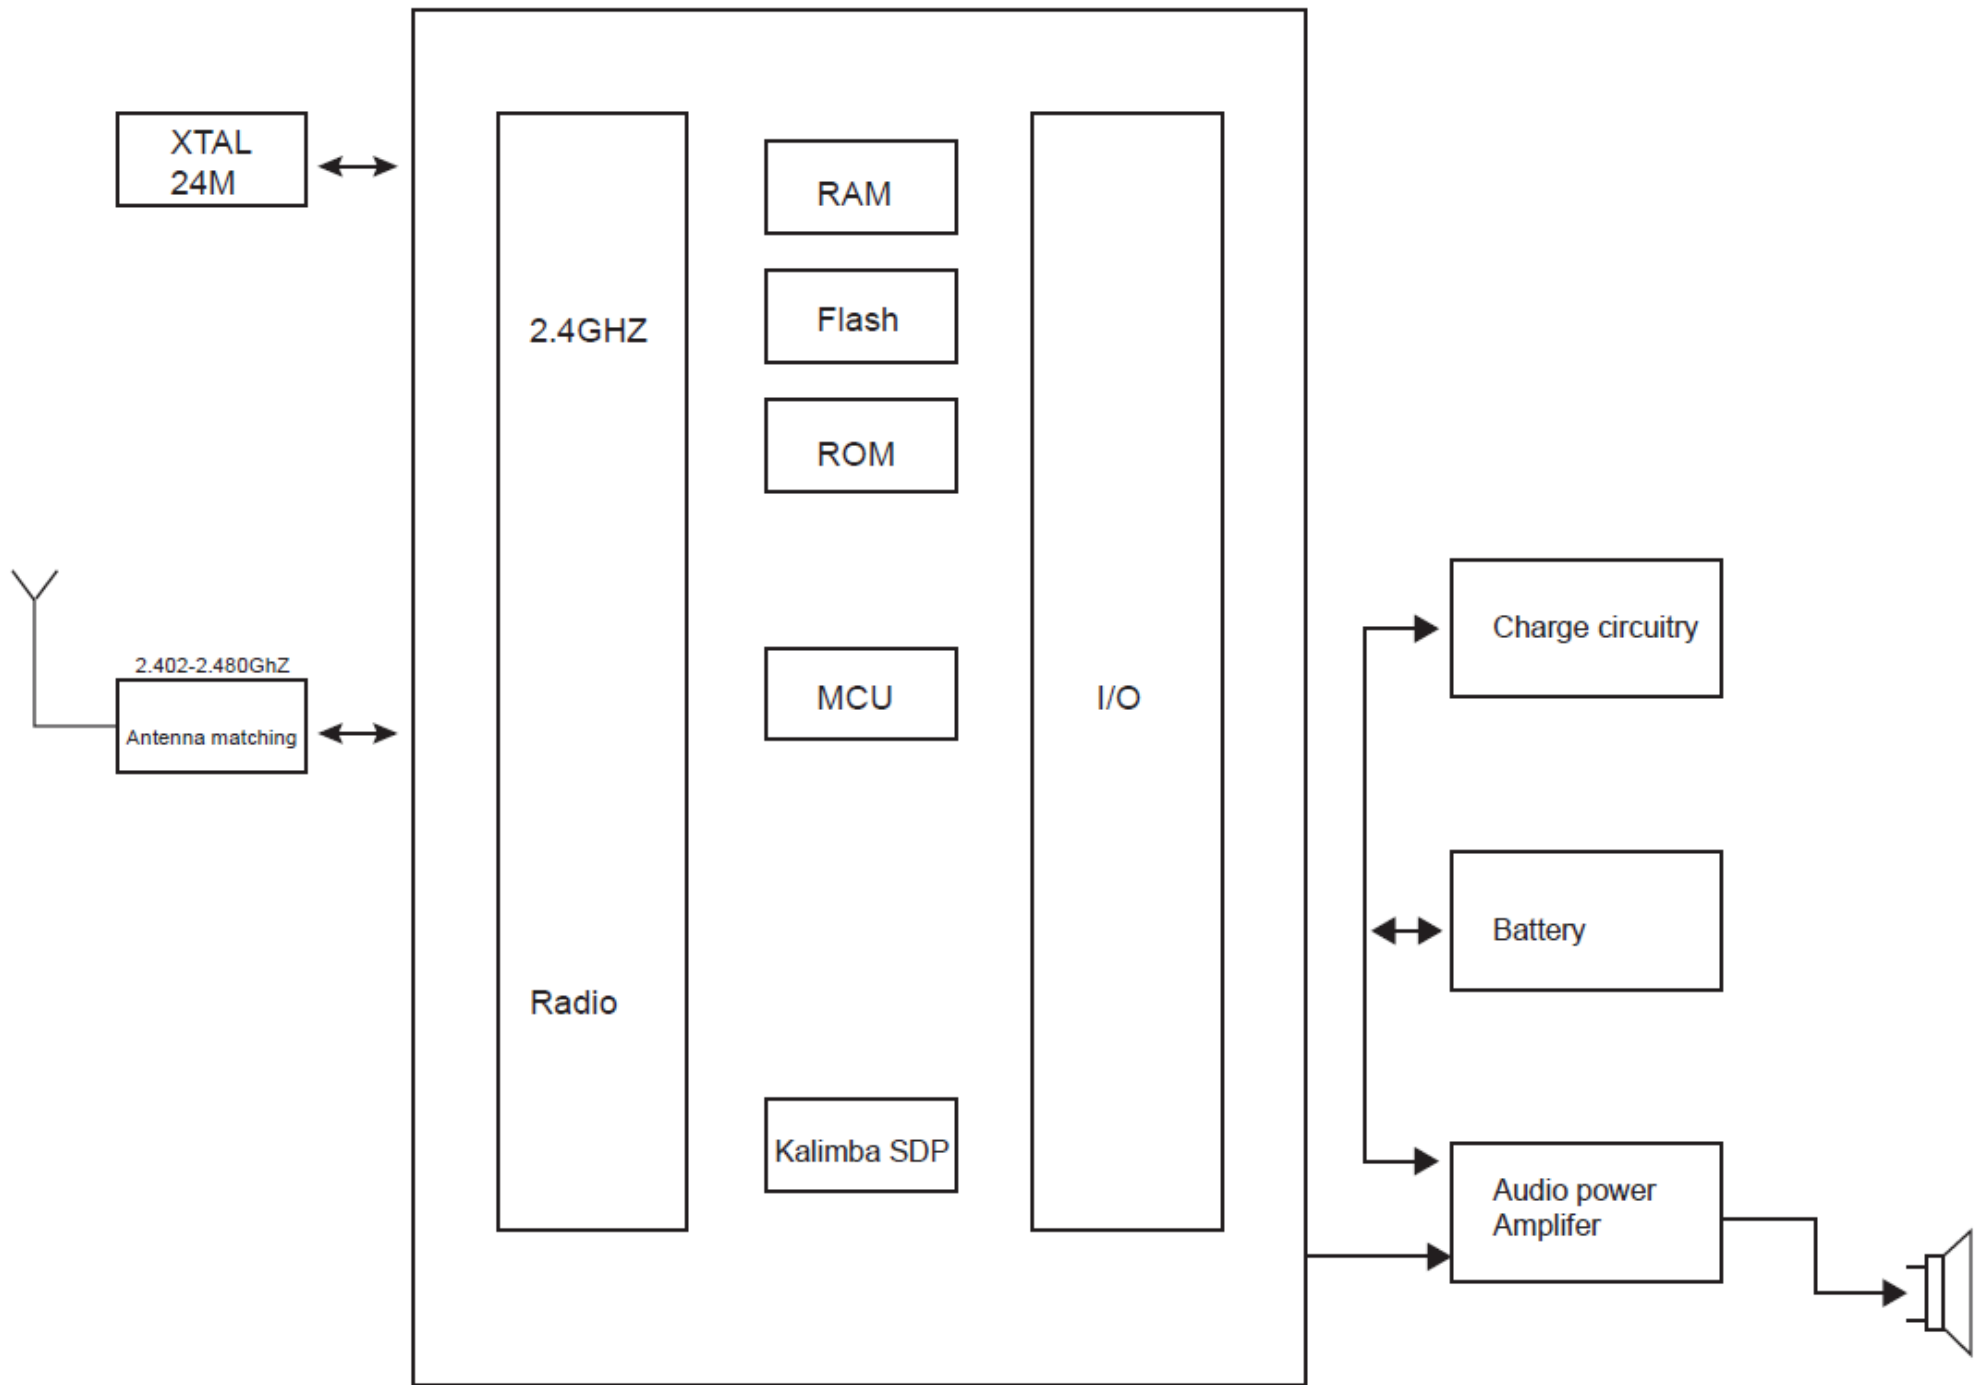 XTAL
24M
RAM
2.4GHZ
Flash
ROM
2.402-2.480GhZ
Antenna matching
MCU
I/O
Charge circuitry
Battery
Radio
Kalimba SDP
Audio power
Amplifer